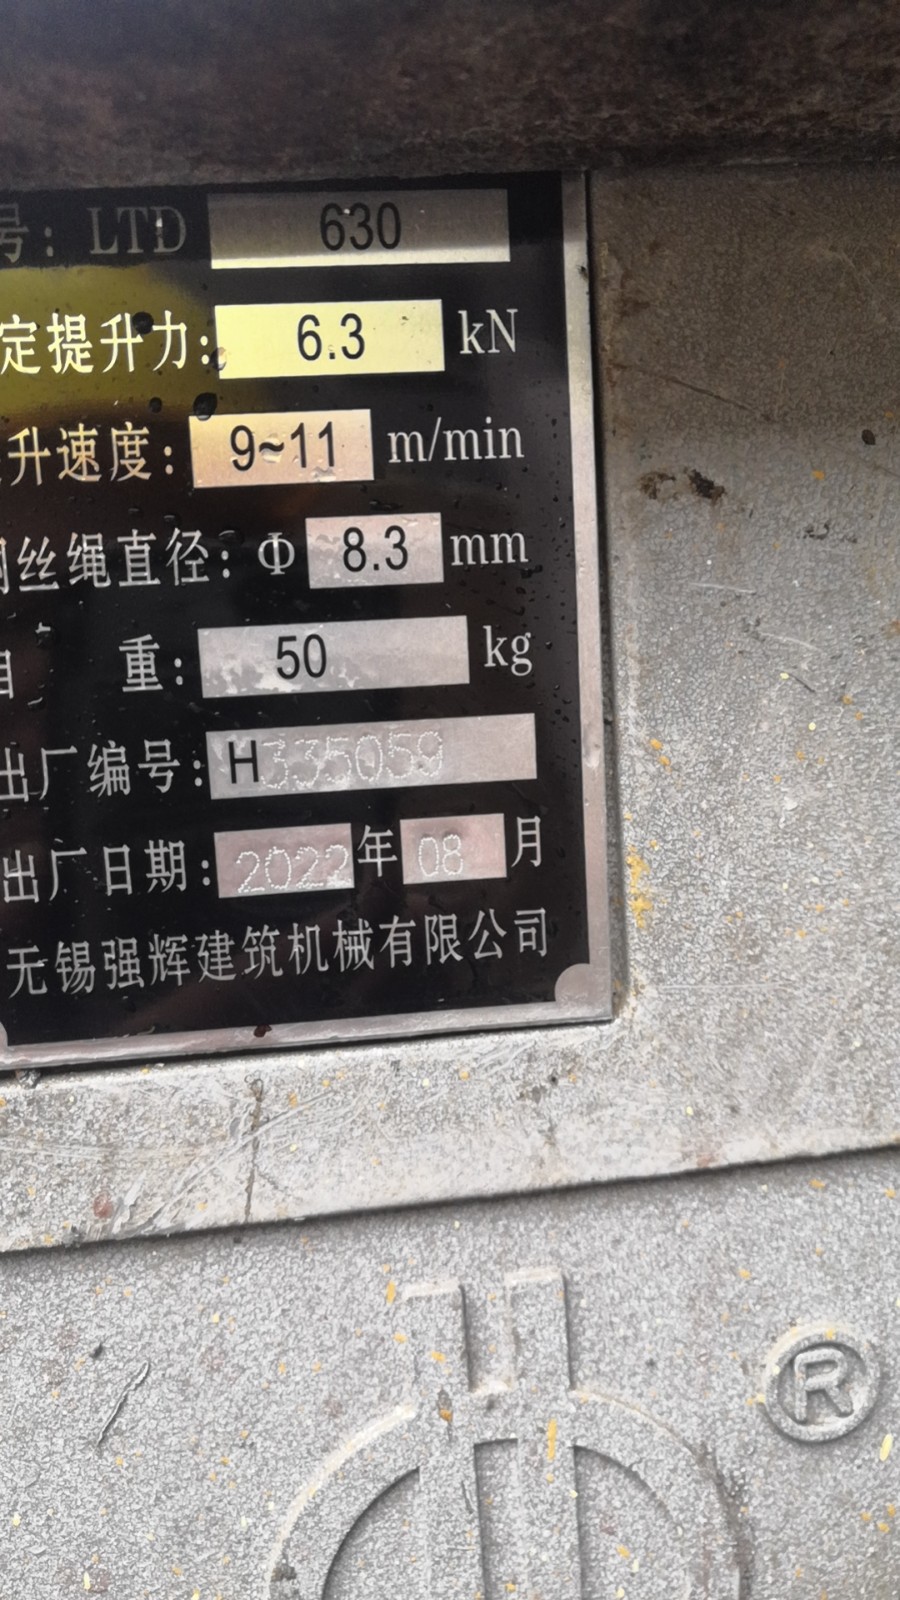 号：LTD 630
定提升力：6.3 kN
升速度：9~11 m/min
丝绳直径：Φ 8.3 mm
自 重：50 kg
出厂编号：H335059
出厂日期：2022年08月
无锡强辉建筑机械有限公司
®